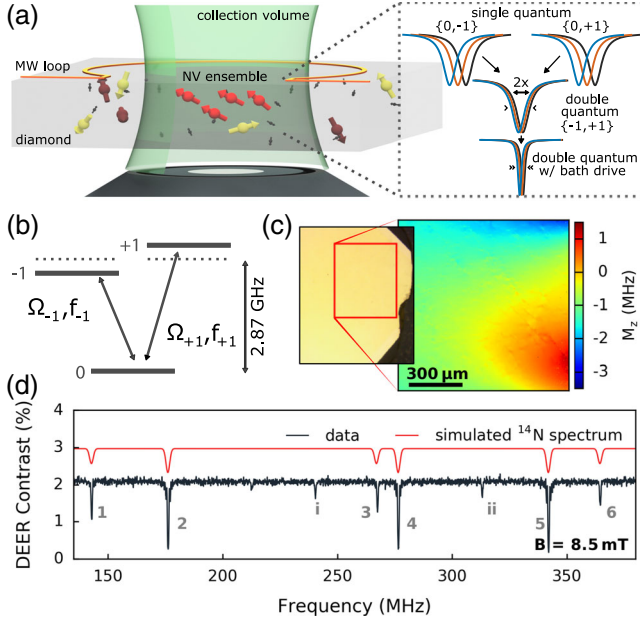 (a)
collection volume
MW loop
NV ensemble
diamond
single quantum
{0,-1}
{0,+1}
2x
double
quantum
{-1,+1}
double quantum
w/ bath drive
(b)
+1
-1
Ω-1,f-1
Ω+1,f+1
2.87 GHz
0
(c)
300 µm
1
0
−1
−2
−3
Mz (MHz)
(d)
DEER Contrast (%)
4
3
2
1
0
data
simulated 14N spectrum
1
2
i
3
4
ii
5
6
B = 8.5 mT
150
200
250
300
350
Frequency (MHz)